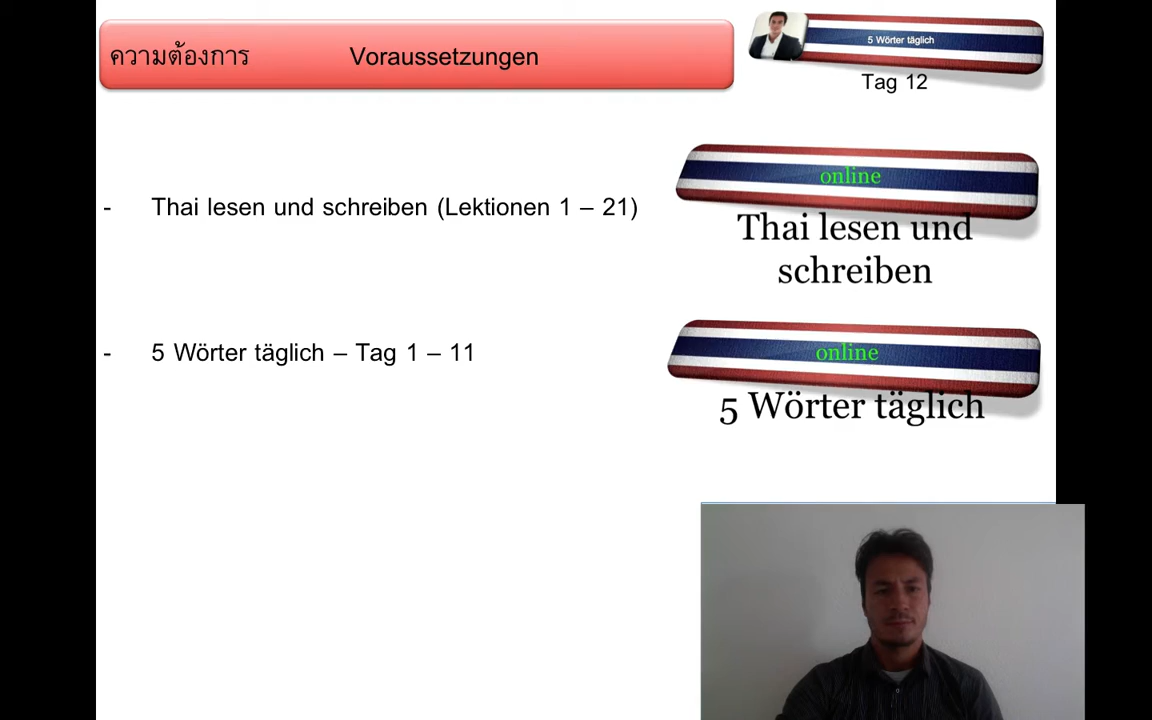 ความต้องการ Voraussetzungen
5 Wörter täglich
Tag 12
- Thai lesen und schreiben (Lektionen 1 – 21)
online
Thai lesen und
schreiben
- 5 Wörter täglich – Tag 1 – 11
online
5 Wörter täglich